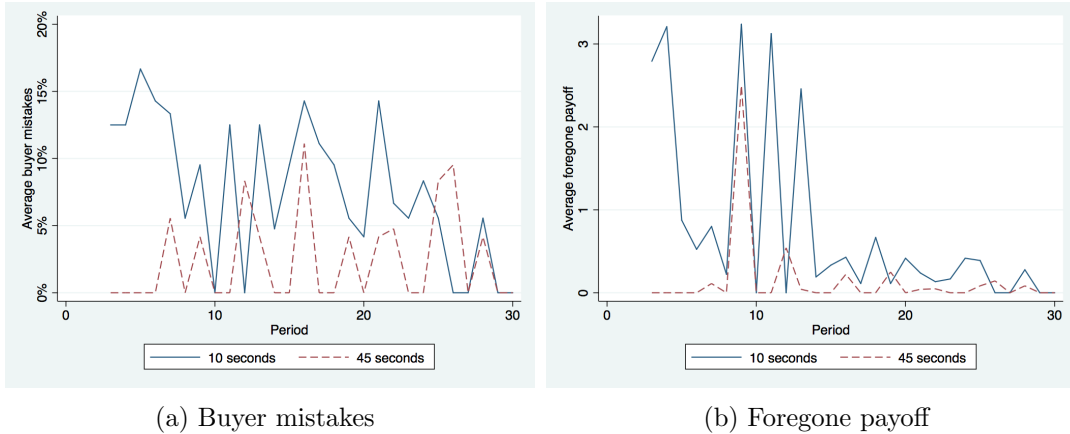 Average buyer mistakes
20%
15%
10%
5%
0%
0
10
20
30
Period
10 seconds
45 seconds
(a) Buyer mistakes
Average foregone payoff
3
2
1
0
0
10
20
30
Period
10 seconds
45 seconds
(b) Foregone payoff